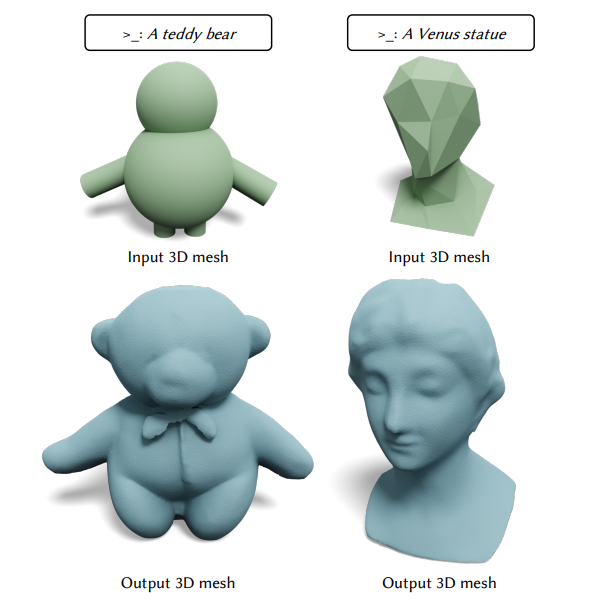 >_: A teddy bear
>_: A Venus statue
Input 3D mesh
Input 3D mesh
Output 3D mesh
Output 3D mesh